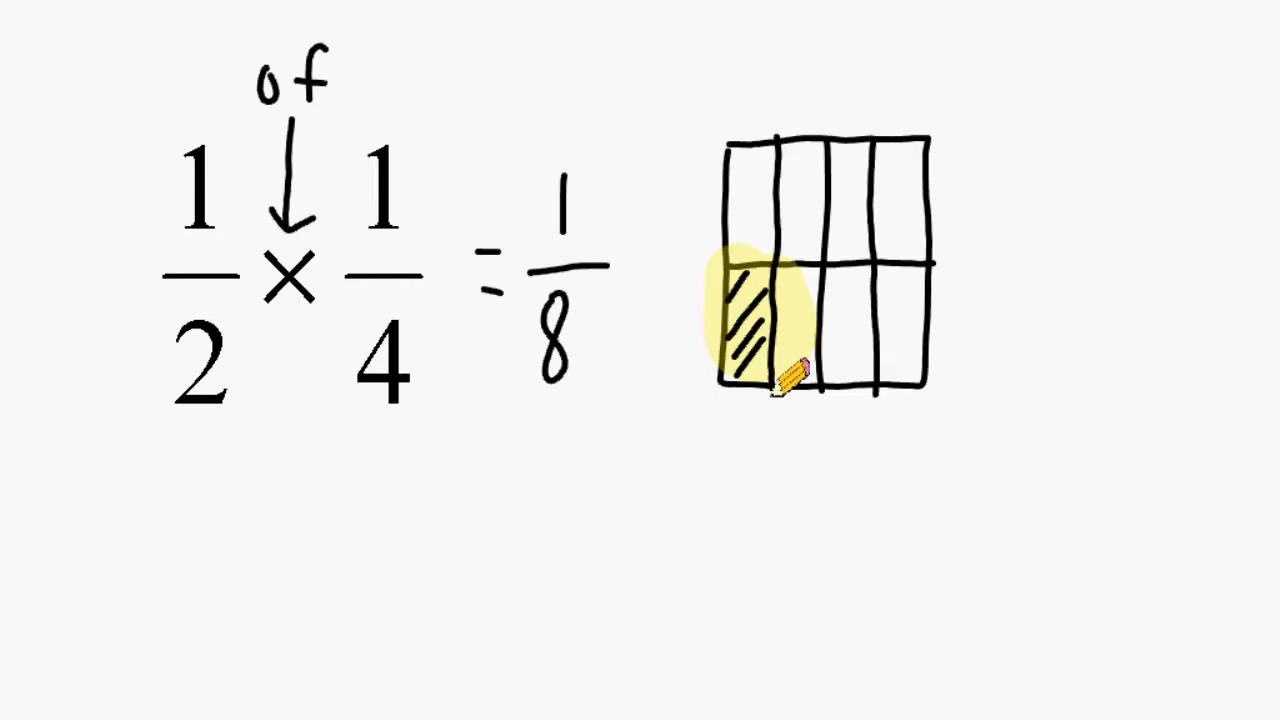 of
1/2 × 1/4 = 1/8